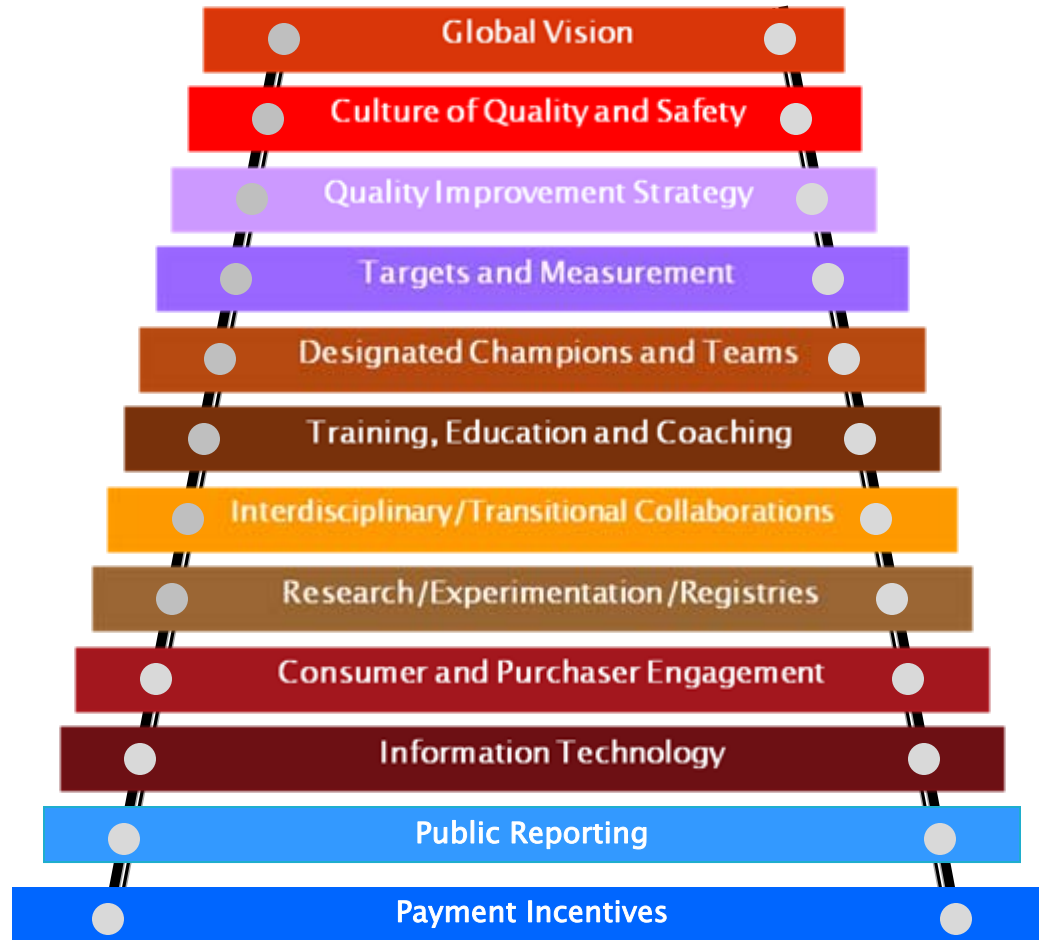 Global Vision
Culture of Quality and Safety
Quality Improvement Strategy
Targets and Measurement
Designated Champions and Teams
Training, Education and Coaching
Interdisciplinary/Transitional Collaborations
Research/Experimentation/Registries
Consumer and Purchaser Engagement
Information Technology
Public Reporting
Payment Incentives